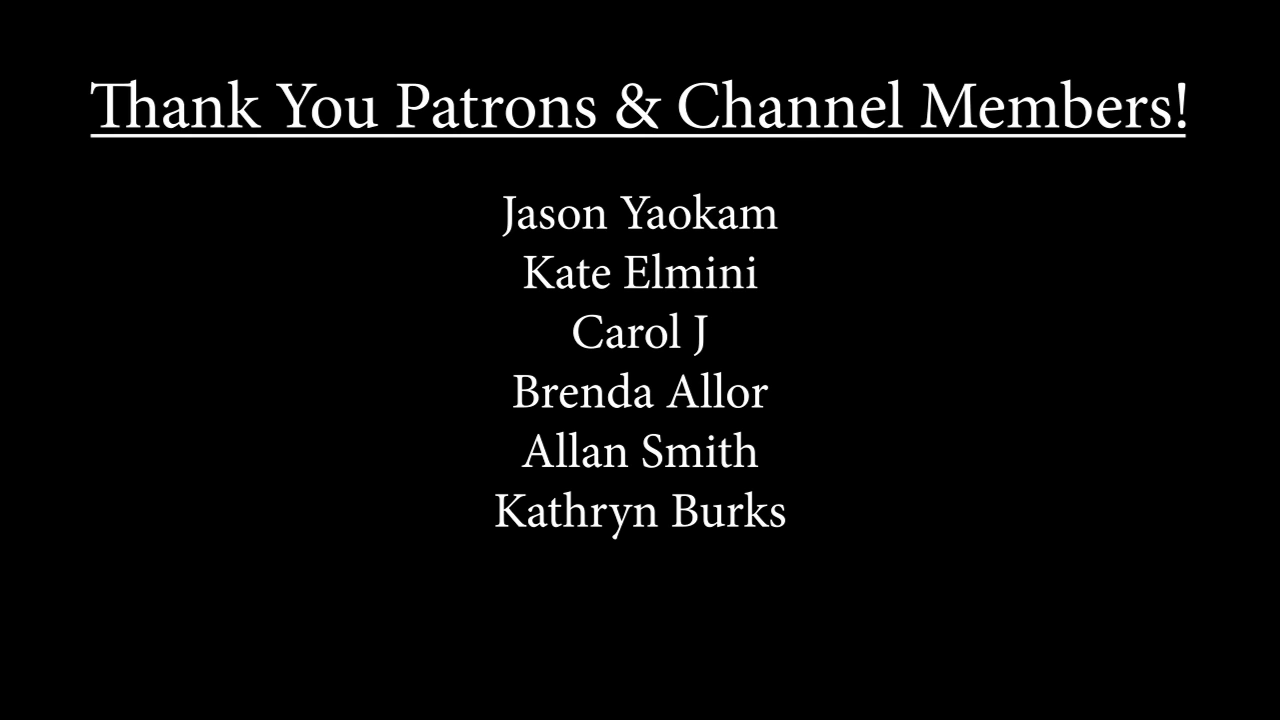 Thank You Patrons & Channel Members!
Jason Yaokam
Kate Elmini
Carol J
Brenda Allor
Allan Smith
Kathryn Burks